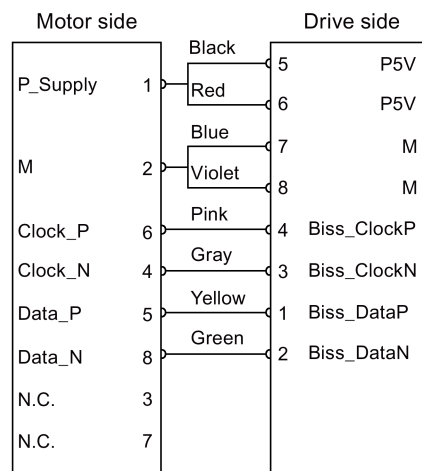 Motor side Drive side
Black
5 P5V
P_Supply 1
Red
6 P5V
Blue
7 M
M 2
Violet
8 M
Pink
Clock_P 6 4 Biss_ClockP
Gray
Clock_N 4 3 Biss_ClockN
Yellow
Data_P 5 1 Biss_DataP
Green
Data_N 8 2 Biss_DataN
N.C. 3
N.C. 7